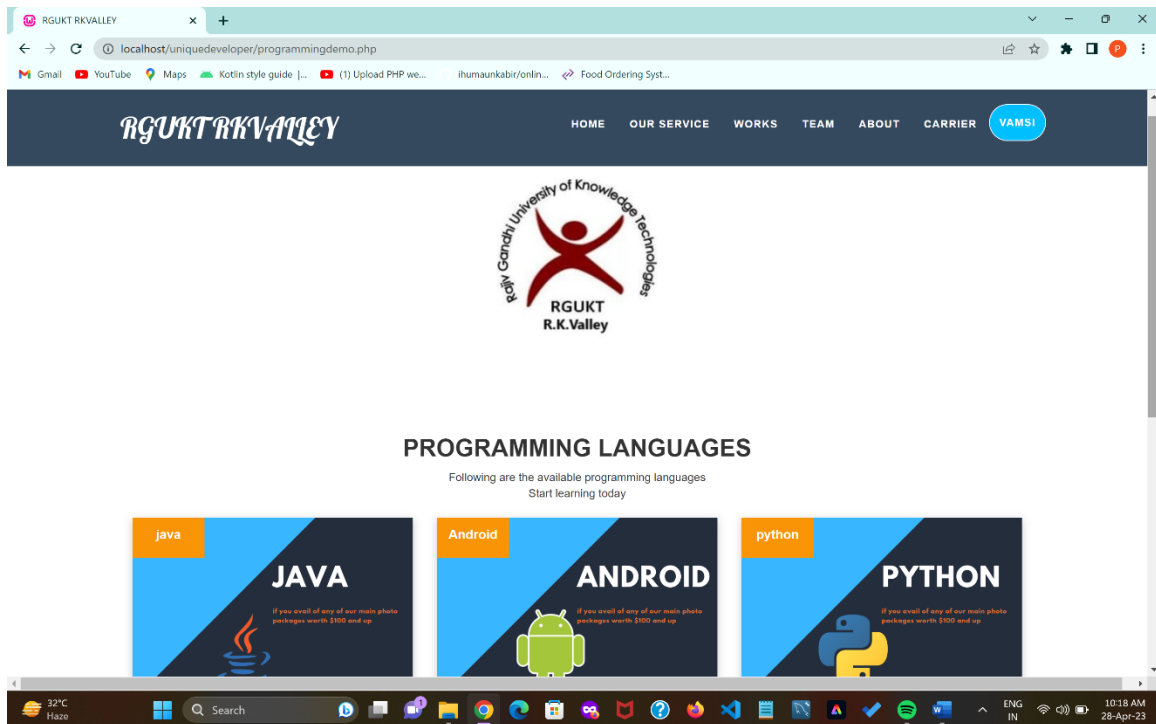 RGUKT RKVALLEY
localhost/uniquedeveloper/programmingdemo.php
P
Gmail YouTube Maps Kotlin style guide |... (1) Upload PHP we... ihumaunkabir/onlin... Food Ordering Syst...
RGUKT RKVALLEY
HOME OUR SERVICE WORKS TEAM ABOUT CARRIER VAMSI
Rajiv Gandhi University of Knowledge Technologies
RGUKT
R.K.Valley
PROGRAMMING LANGUAGES
Following are the available programming languages
Start learning today
java
JAVA
if you avail of any of our main photo
packages worth $100 and up
Android
ANDROID
if you avail of any of our main photo
packages worth $100 and up
python
PYTHON
if you avail of any of our main photo
packages worth $100 and up
32°C
Haze
Search
ENG
IN
10:18 AM
28-Apr-23